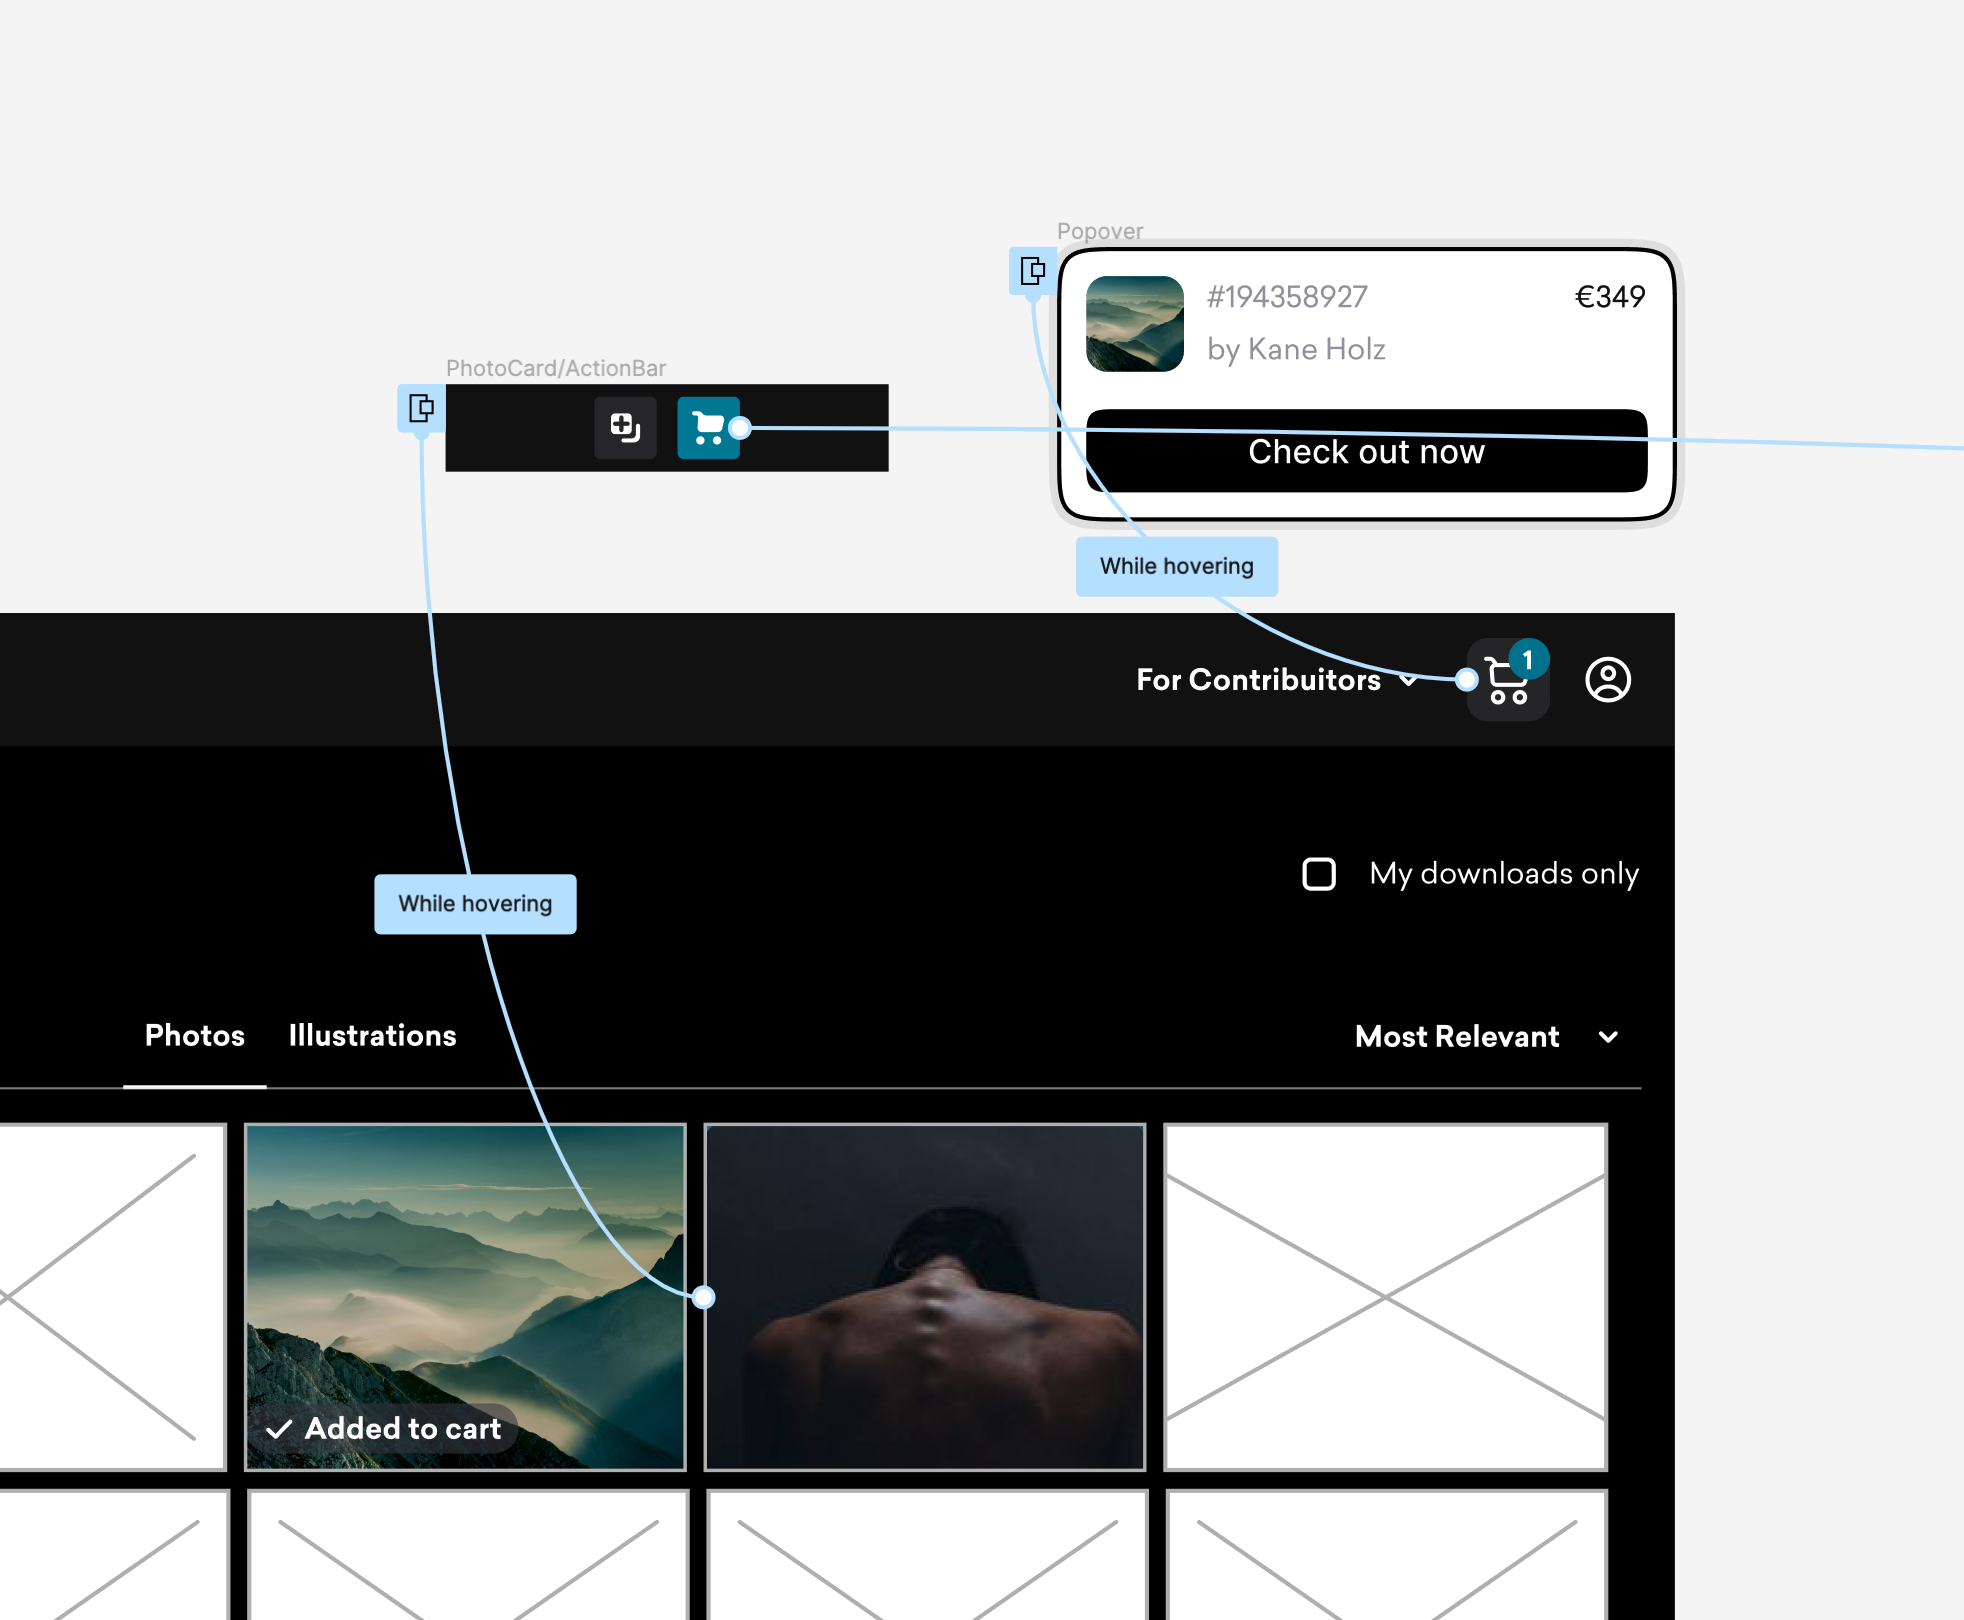 Popover
#194358927
€349
by Kane Holz
PhotoCard/ActionBar
Check out now
While hovering
For Contribuitors
1
My downloads only
While hovering
Photos
Illustrations
Most Relevant
Added to cart